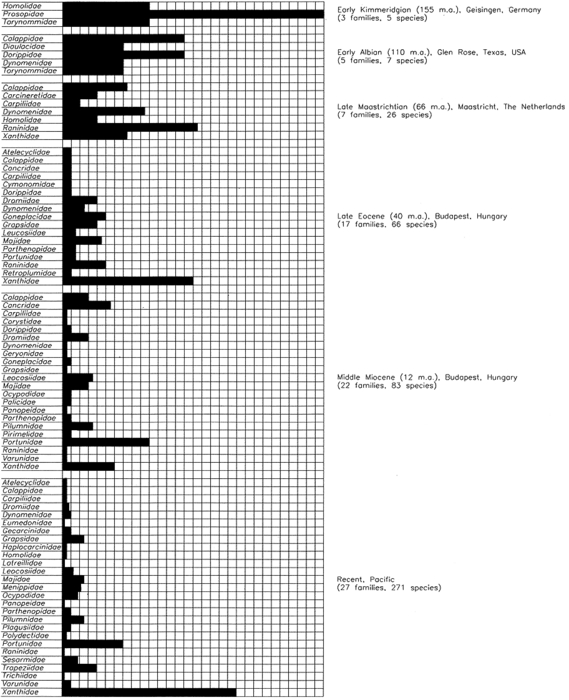 Homolidae
Prosopidae
Torynommidae
Early Kimmeridgian (155 m.a.), Geisingen, Germany
(3 families, 5 species)
Calappidae
Diaulacidae
Dorippidae
Dynomenidae
Torynommidae
Early Albian (110 m.a.), Glen Rose, Texas, USA
(5 families, 7 species)
Calappidae
Carcineretidae
Carpiliidae
Dynomenidae
Homolidae
Raninidae
Xanthidae
Late Maastrichtian (66 m.a.), Maastricht, The Netherlands
(7 families, 26 species)
Atelecyclidae
Calappidae
Cancridae
Carpiliidae
Cymonomidae
Dorippidae
Dromiidae
Dynomenidae
Goneplacidae
Grapsidae
Leucosiidae
Majidae
Parthenopidae
Portunidae
Raninidae
Retroplumidae
Xanthidae
Late Eocene (40 m.a.), Budapest, Hungary
(17 families, 66 species)
Calappidae
Cancridae
Carpiliidae
Corystidae
Dorippidae
Dromiidae
Dynomenidae
Geryonidae
Goneplacidae
Grapsidae
Leocosiidae
Majidae
Ocypodidae
Palicidae
Panopeidae
Parthenopidae
Pilumnidae
Pirimelidae
Portunidae
Raninidae
Varunidae
Xanthidae
Middle Miocene (12 m.a.), Budapest, Hungary
(22 families, 83 species)
Atelecyclidae
Calappidae
Carpiliidae
Dromiidae
Dynomenidae
Eumedonidae
Gecarcinidae
Grapsidae
Haplocarcinidae
Homolidae
Latreillidae
Leocosiidae
Majidae
Menippidae
Ocypodidae
Panopeidae
Parthenopidae
Pilumnidae
Plagusiidae
Polydectidae
Portunidae
Raninidae
Sesarmidae
Trapeziidae
Trichiidae
Varunidae
Xanthidae
Recent, Pacific
(27 families, 271 species)